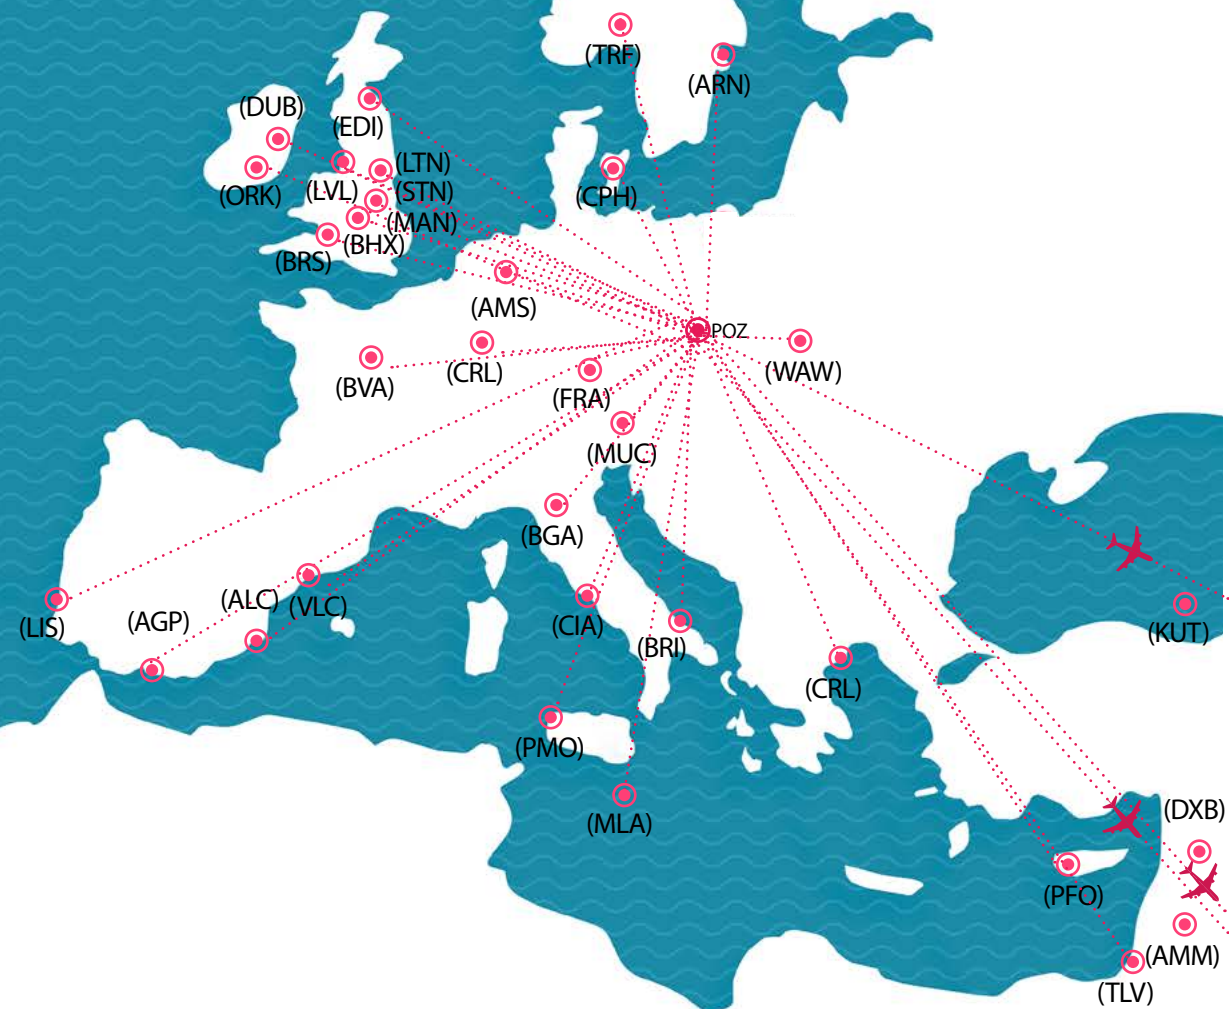 (TRF)
(ARN)
(DUB)
(EDI)
(LTN)
(ORK)
(LVL)
(STN)
(CPH)
(MAN)
(BHX)
(BRS)
(AMS)
POZ
(BVA)
(CRL)
(FRA)
(WAW)
(MUC)
(BGA)
(ALC)
(VLC)
(LIS)
(AGP)
(CIA)
(BRI)
(KUT)
(CRL)
(PMO)
(MLA)
(DXB)
(PFO)
(AMM)
(TLV)